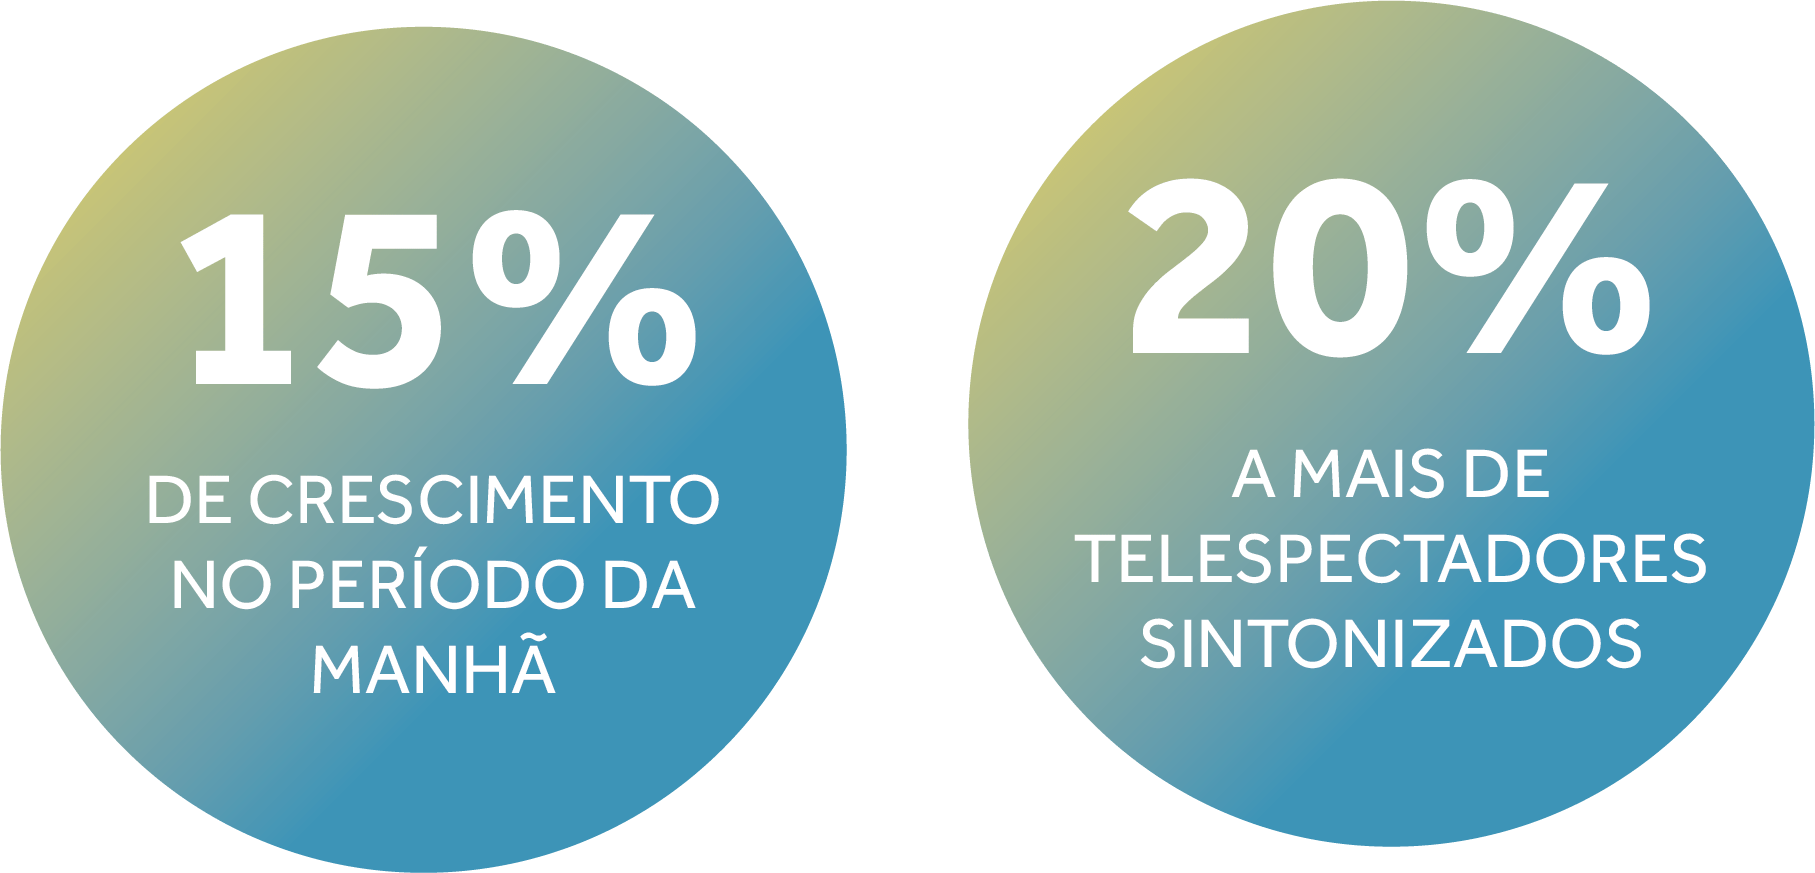 15%
DE CRESCIMENTO
NO PERÍODO DA
MANHÃ
20%
A MAIS DE
TELESPECTADORES
SINTONIZADOS